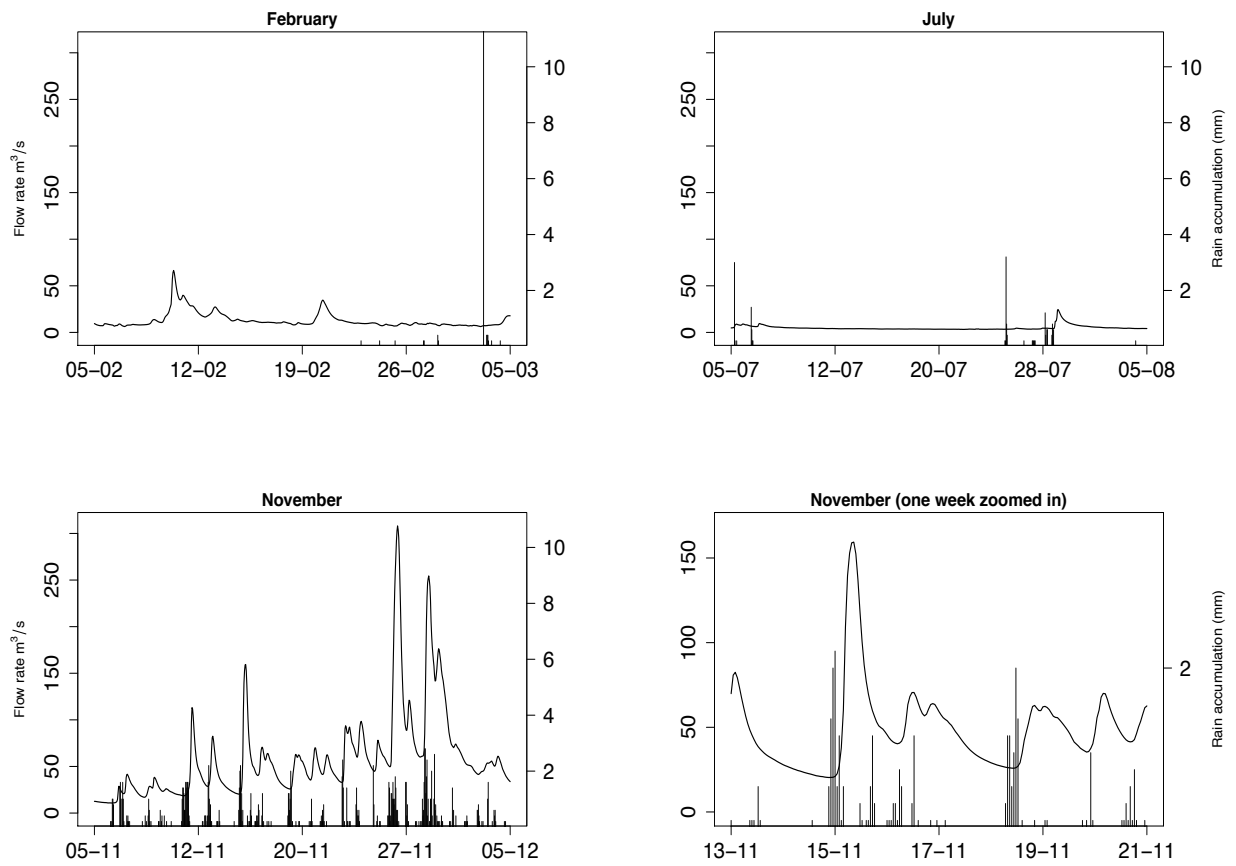 February
Flow rate m³/s
0 50 150 250
2 4 6 8 10
05−02 12−02 19−02 26−02 05−03
July
0 50 150 250
2 4 6 8 10
Rain accumulation (mm)
05−07 12−07 20−07 28−07 05−08
November
Flow rate m³/s
0 50 150 250
2 4 6 8 10
05−11 12−11 20−11 27−11 05−12
November (one week zoomed in)
0 50 100 150
2
Rain accumulation (mm)
13−11 15−11 17−11 19−11 21−11